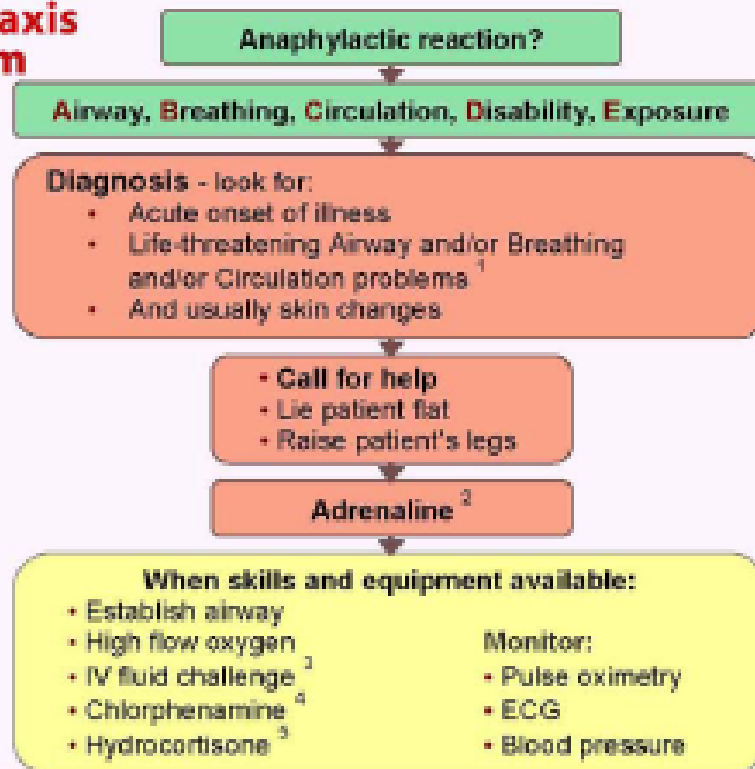 axis
m
Anaphylactic reaction?
Airway, Breathing, Circulation, Disability, Exposure
Diagnosis - look for:
• Acute onset of illness
• Life-threatening Airway and/or Breathing
and/or Circulation problems 1
• And usually skin changes
• Call for help
• Lie patient flat
• Raise patient's legs
Adrenaline 2
When skills and equipment available:
• Establish airway
• High flow oxygen
• IV fluid challenge 3
• Chlorphenamine 4
• Hydrocortisone 5
Monitor:
• Pulse oximetry
• ECG
• Blood pressure